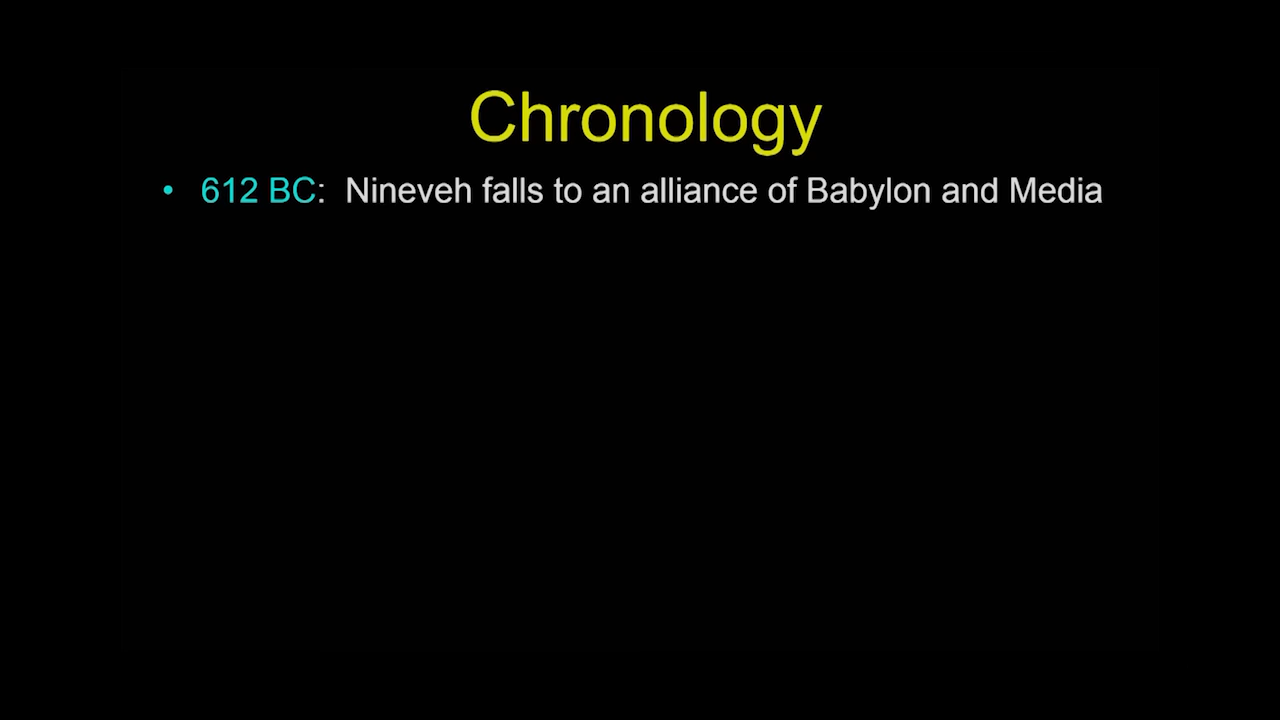 Chronology
• 612 BC:  Nineveh falls to an alliance of Babylon and Media